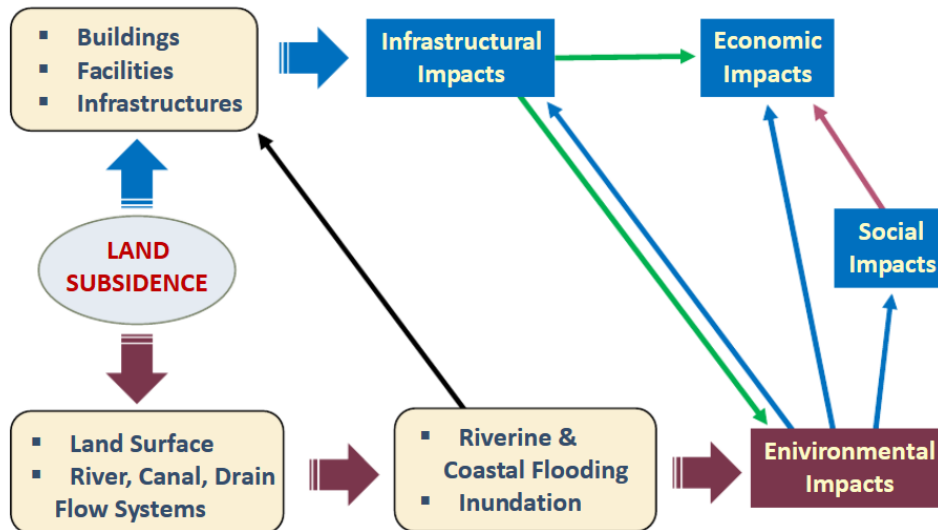 ▪ Buildings
▪ Facilities
▪ Infrastructures
Infrastructural
Impacts
Economic
Impacts
LAND
SUBSIDENCE
Social
Impacts
▪ Land Surface
▪ River, Canal, Drain
Flow Systems
▪ Riverine &
Coastal Flooding
▪ Inundation
Enivironmental
Impacts